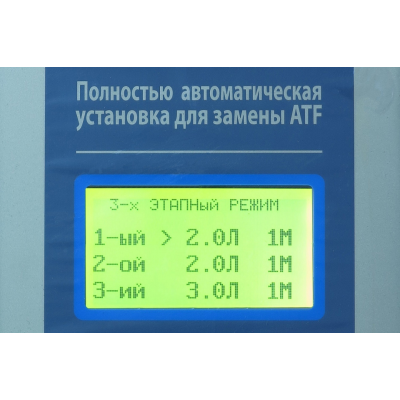 Полностью автоматическая
установка для замены ATF
3-х ЭТАПНЫЙ РЕЖИМ
1-ый > 2.0Л 1М
2-ой 2.0Л 1М
3-ий 3.0Л 1М